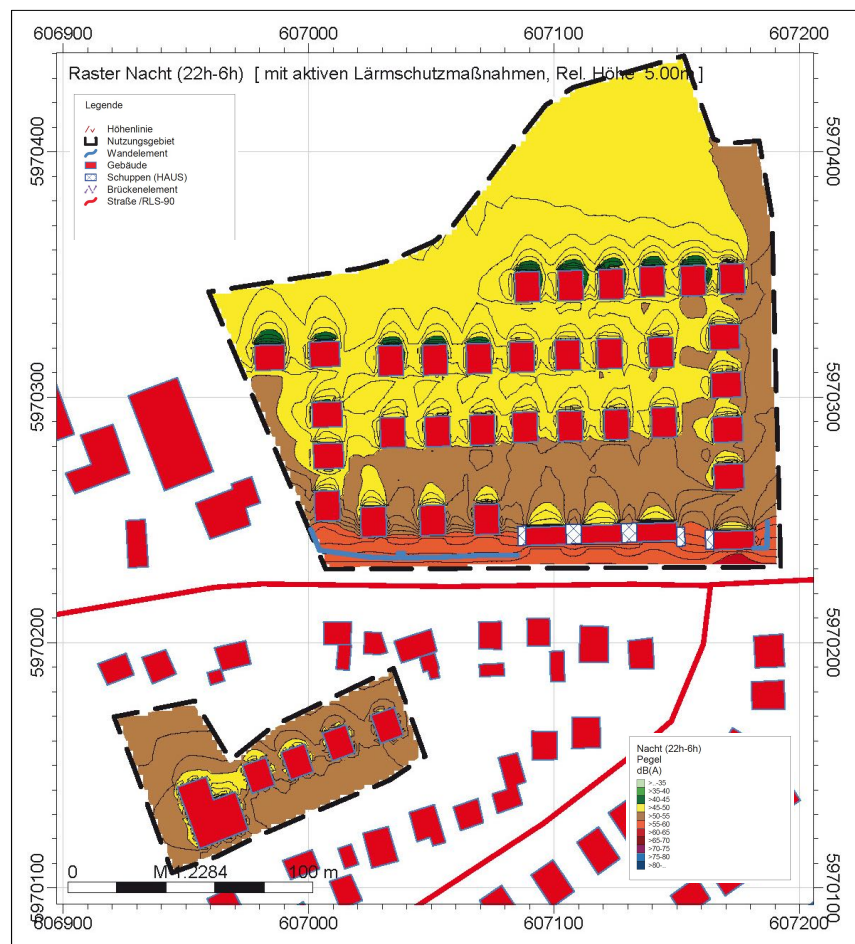 606900 607000 607100 607200
Raster Nacht (22h-6h) [ mit aktiven Lärmschutzmaßnahmen, Rel. Höhe 5.00m ]
Legende
Höhenlinie
Nutzungsgebiet
Wandelement
Gebäude
Schuppen (HAUS)
Brückenelement
Straße /RLS-90
5970400 5970400
5970300 5970300
5970200 5970200
Nacht (22h-6h)
Pegel
dB(A)
>..-35
>35-40
>40-45
>45-50
>50-55
>55-60
>60-65
>65-70
>70-75
>75-80
>80-..
0 M 1:2284 100 m
5970100 5970100
606900 607000 607100 607200